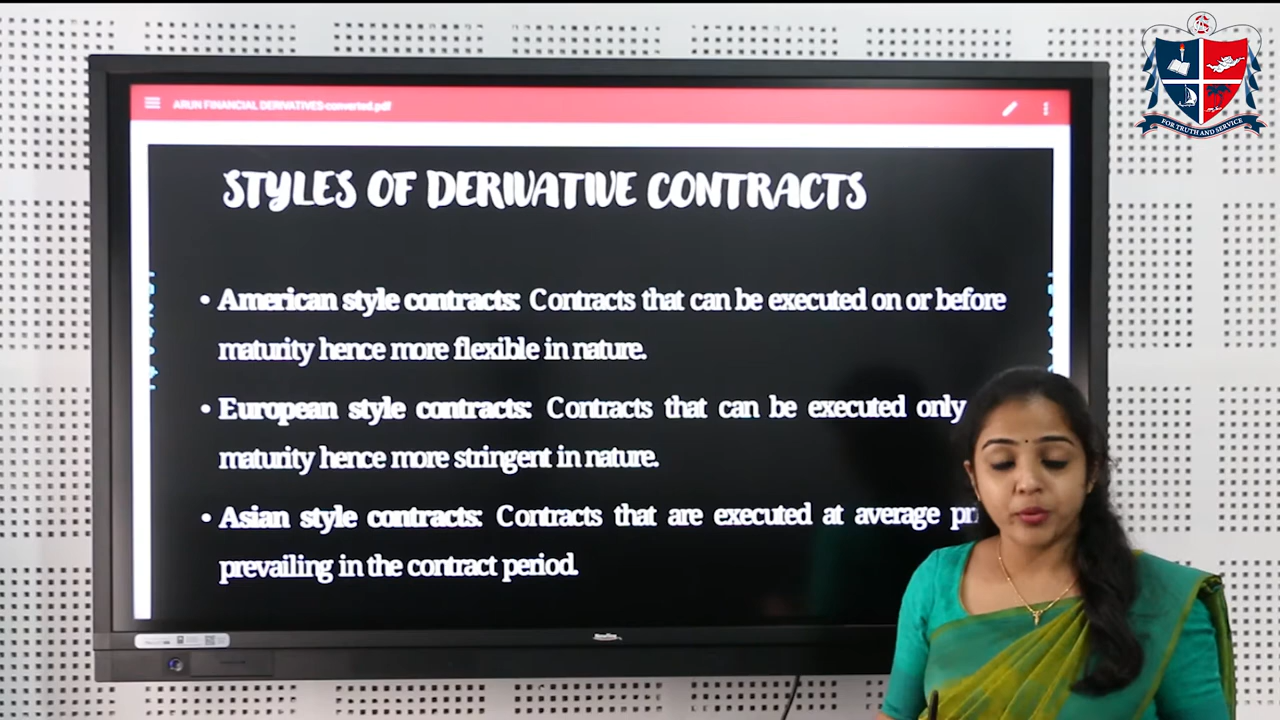 ARUN FINANCIAL DERIVATIVES-converted.pdf
STYLES OF DERIVATIVE CONTRACTS
• American style contracts: Contracts that can be executed on or before
maturity hence more flexible in nature.
• European style contracts: Contracts that can be executed only
maturity hence more stringent in nature.
• Asian style contracts: Contracts that are executed at average
prevailing in the contract period.
FOR TRUTH AND SERVICE